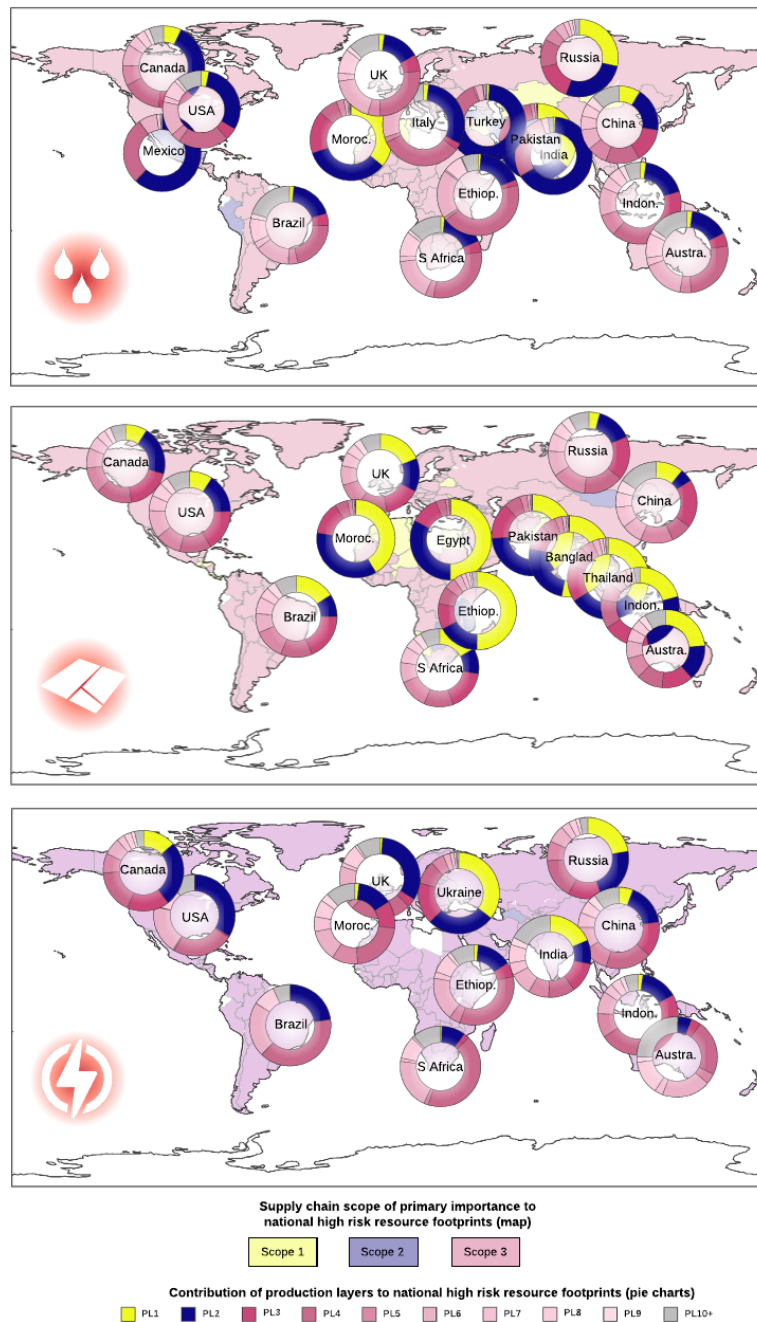 Canada
USA
Mexico
Brazil
UK
Moroc.
Italy
Turkey
Pakistan
India
Ethiop.
S Africa
Russia
China
Indon.
Austra.
Canada
USA
Brazil
UK
Moroc.
Egypt
Ethiop.
S Africa
Russia
China
Pakistan
Banglad.
Thailand
Indon.
Austra.
Canada
USA
Brazil
UK
Moroc.
Ukraine
Ethiop.
S Africa
India
Russia
China
Indon.
Austra.
Supply chain scope of primary importance to
national high risk resource footprints (map)
Scope 1 Scope 2 Scope 3
Contribution of production layers to national high risk resource footprints (pie charts)
PL1 PL2 PL3 PL4 PL5 PL6 PL7 PL8 PL9 PL10+